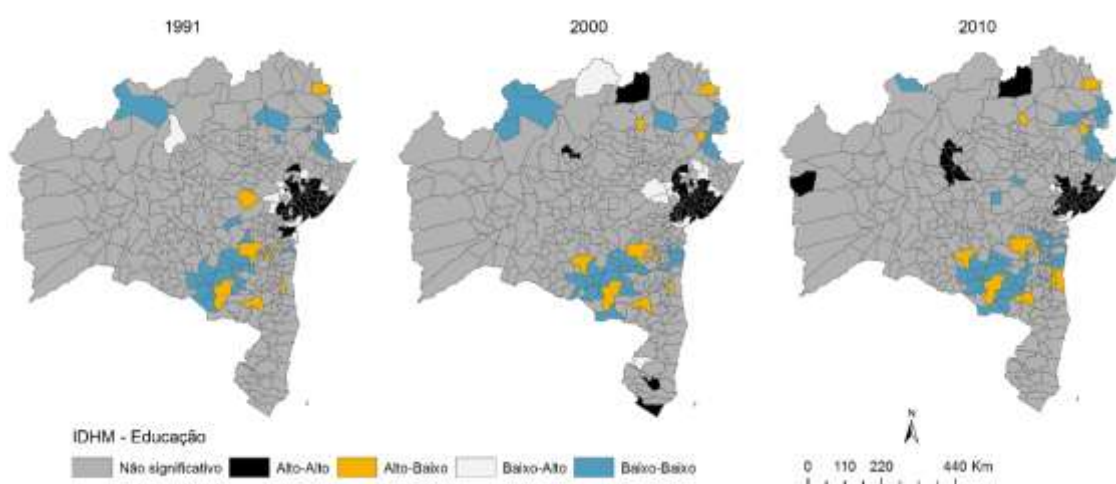 1991 2000 2010
IDHM - Educação
Não significativo Alto-Alto Alto-Baixo Baixo-Alto Baixo-Baixo
N
0 110 220 440 Km